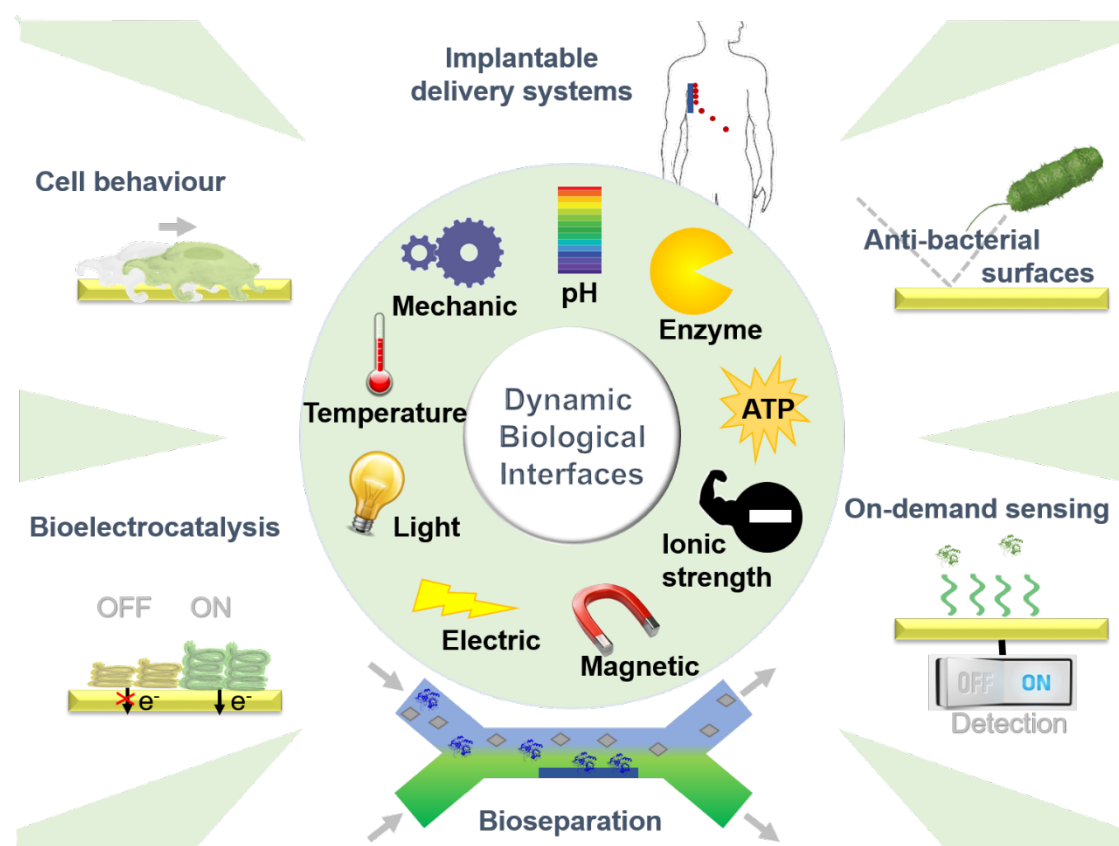 Implantable
delivery systems
Cell behaviour
Anti-bacterial
surfaces
Mechanic
pH
Enzyme
Temperature
ATP
Dynamic
Biological
Interfaces
Light
Ionic
strength
Electric
Magnetic
Bioelectrocatalysis
OFF ON
e-
e-
On-demand sensing
OFF ON
Detection
Bioseparation